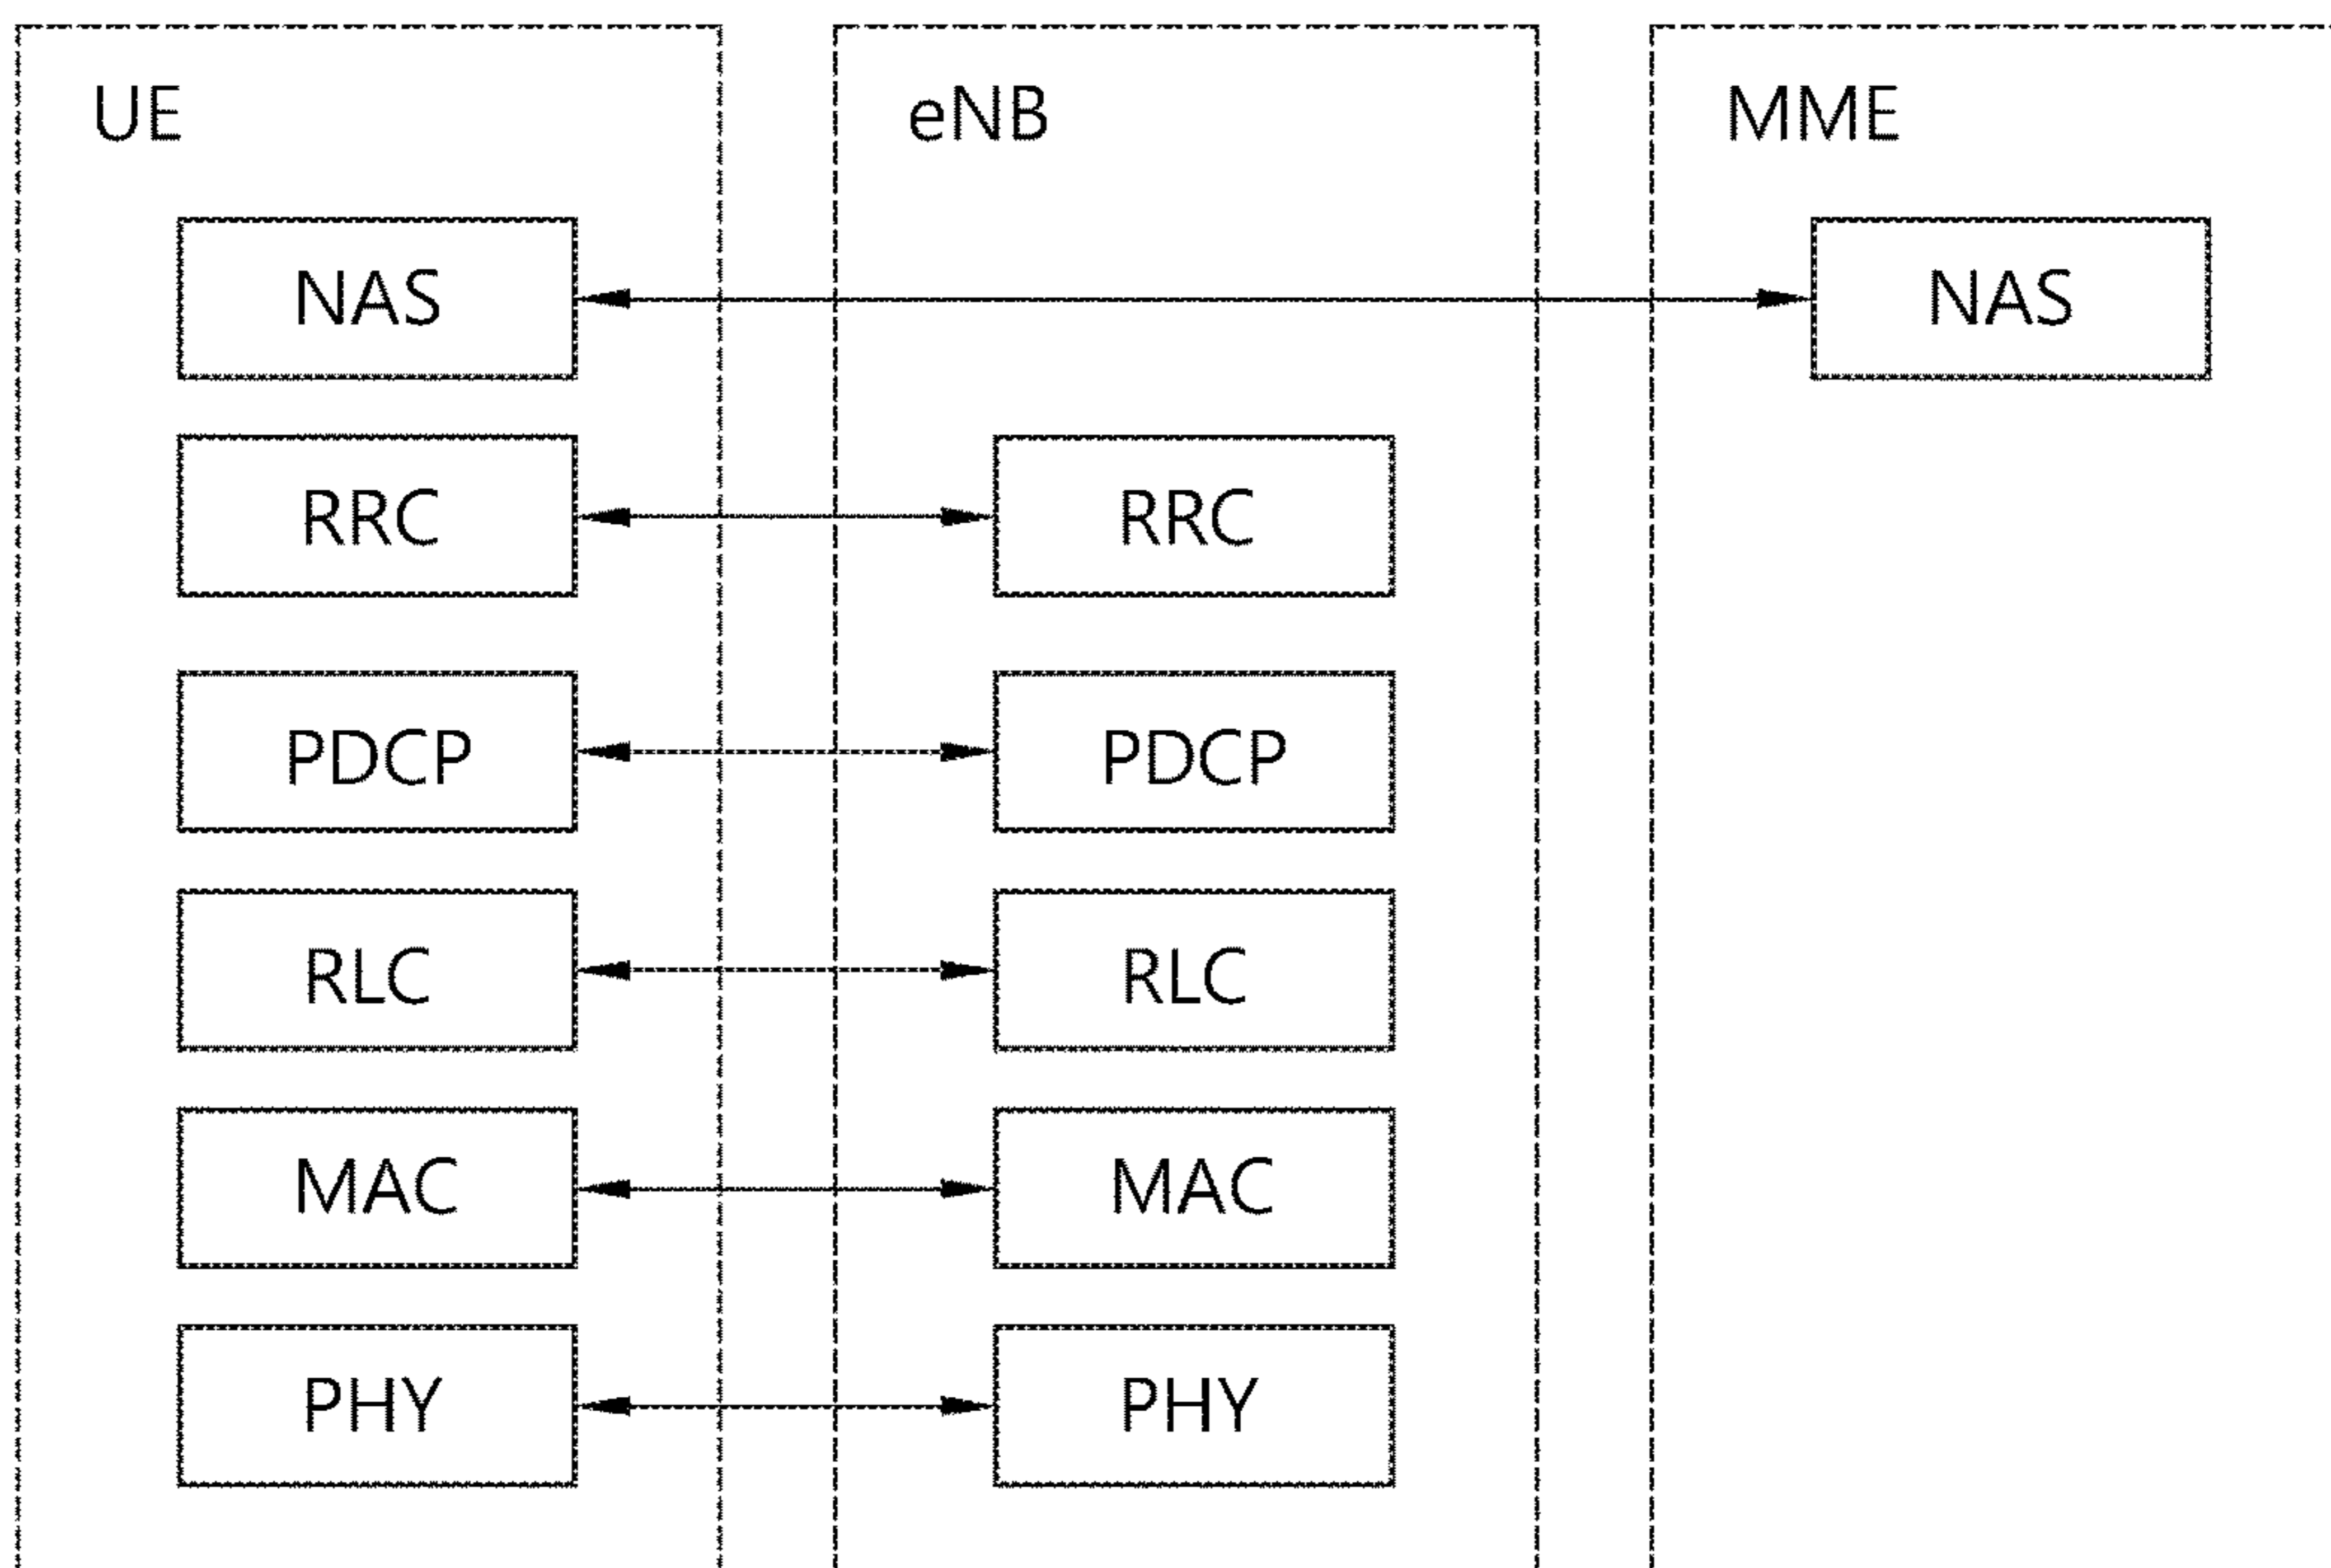 UE eNB MME
NAS NAS
RRC RRC
PDCP PDCP
RLC RLC
MAC MAC
PHY PHY